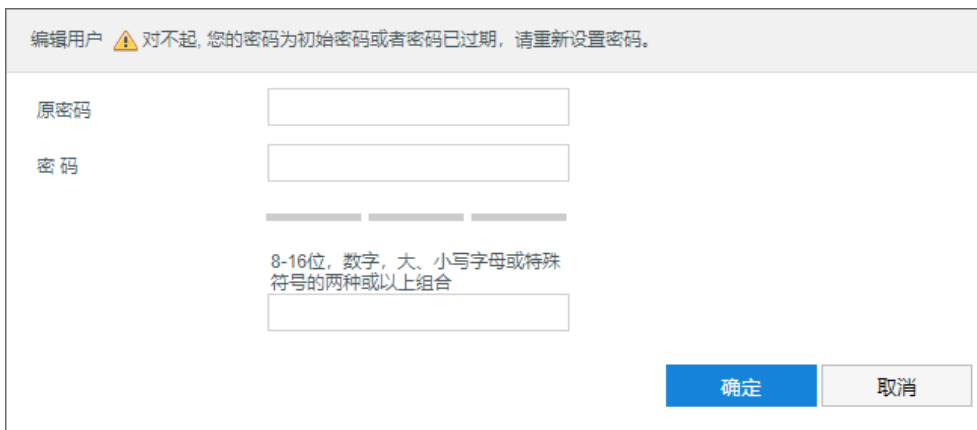 编辑用户 对不起, 您的密码为初始密码或者密码已过期，请重新设置密码。
原密码
密 码
8-16位，数字，大、小写字母或特殊
符号的两种或以上组合
确定 取消